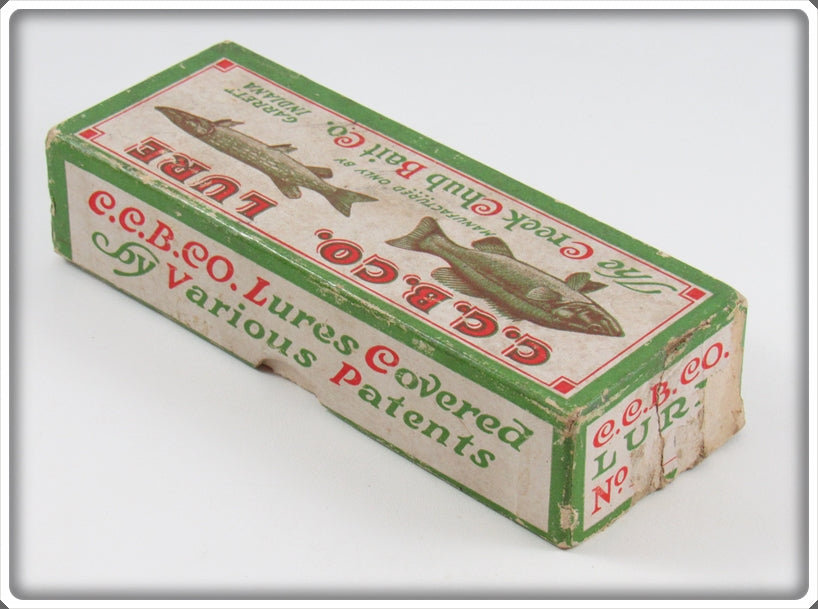 C.C.B.CO. LURE
MANUFACTURED ONLY BY
The Creek Chub Bait Co.
GARRETT
INDIANA
C.C.B.CO. Lures Covered
by Various Patents
C.C.B.CO.
No